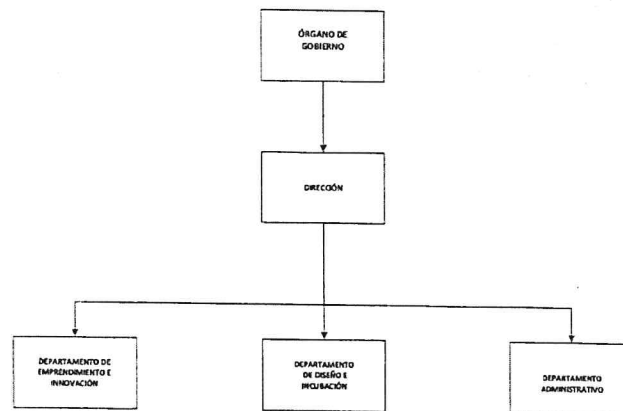 ÓRGANO DE
GOBIERNO
DIRECCIÓN
DEPARTAMENTO DE
EMPRENDIMIENTO E
INNOVACIÓN
DEPARTAMENTO
DE DISEÑO E
INCUBACIÓN
DEPARTAMENTO
ADMINISTRATIVO